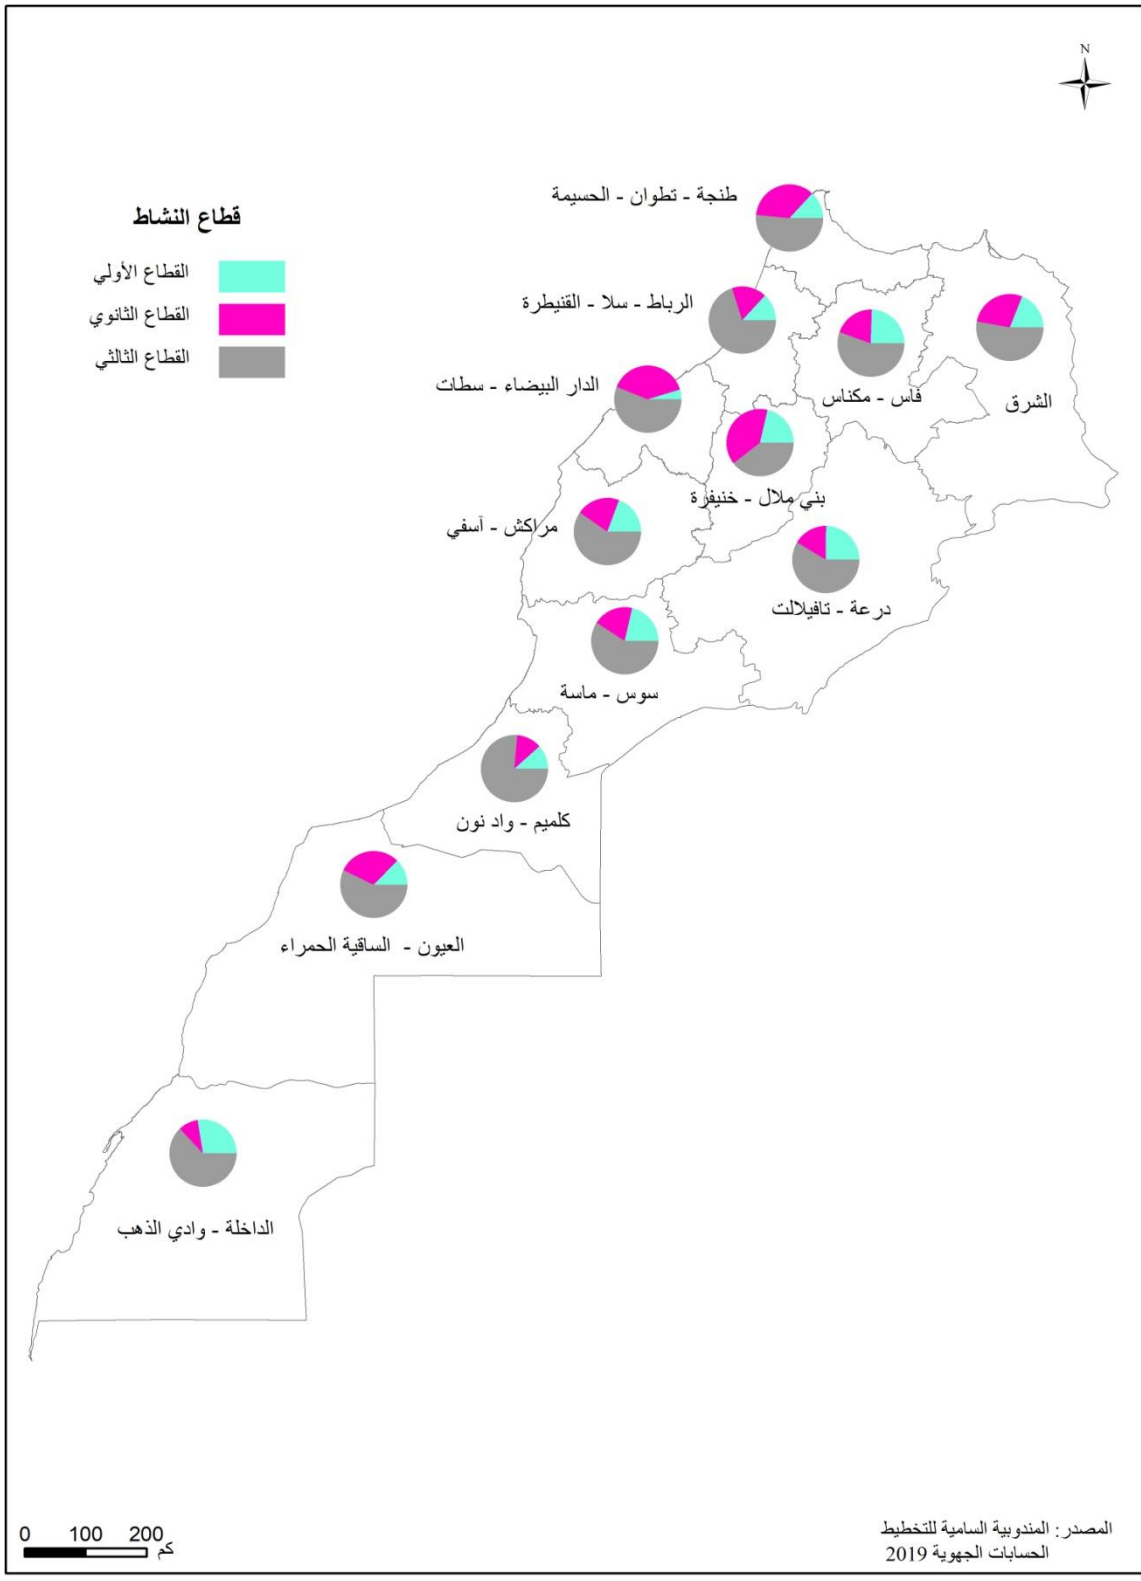 N
قطاع النشاط
القطاع الأولي
القطاع الثانوي
القطاع الثالثي
طنجة - تطوان - الحسيمة
الرباط - سلا - القنيطرة
الدار البيضاء - سطات
فاس - مكناس
الشرق
بني ملال - خنيفرة
مراكش - آسفي
درعة - تافيلالت
سوس - ماسة
كلميم - واد نون
العيون - الساقية الحمراء
الداخلة - وادي الذهب
0 100 200
كم
المصدر: المندوبية السامية للتخطيط
الحسابات الجهوية 2019